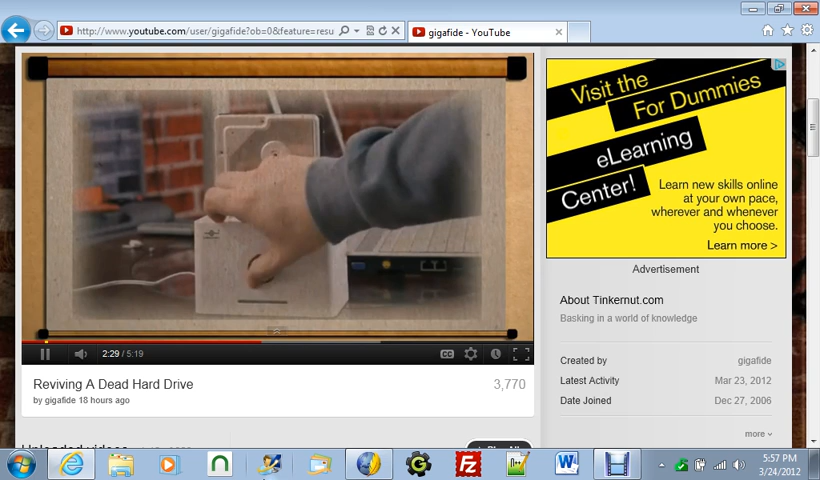 http://www.youtube.com/user/gigafide?ob=0&feature=resu
gigafide - YouTube
Visit the
For Dummies
eLearning
Center!
Learn new skills online
at your own pace,
wherever and whenever
you choose.
Learn more >
Advertisement
2:29 / 5:19
CC
Reviving A Dead Hard Drive
3,770
by gigafide 18 hours ago
About Tinkernut.com
Basking in a world of knowledge
Created by gigafide
Latest Activity Mar 23, 2012
Date Joined Dec 27, 2006
more
Uploaded videos
5:57 PM
3/24/2012